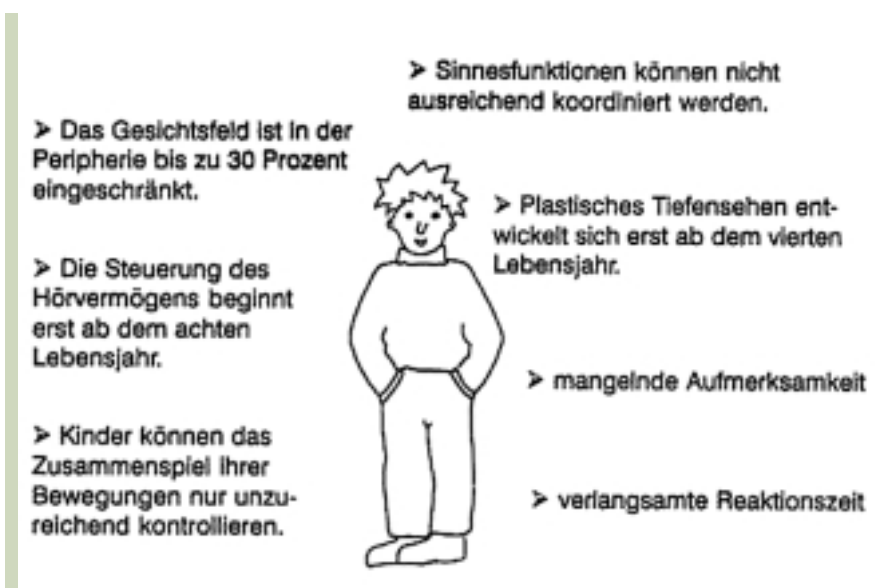 ➢ Sinnesfunktionen können nicht
ausreichend koordiniert werden.
➢ Das Gesichtsfeld ist in der
Peripherie bis zu 30 Prozent
eingeschränkt.
➢ Plastisches Tiefensehen ent-
wickelt sich erst ab dem vierten
Lebensjahr.
➢ Die Steuerung des
Hörvermögens beginnt
erst ab dem achten
Lebensjahr.
➢ mangelnde Aufmerksamkeit
➢ Kinder können das
Zusammenspiel ihrer
Bewegungen nur unzu-
reichend kontrollieren.
➢ verlangsamte Reaktionszeit